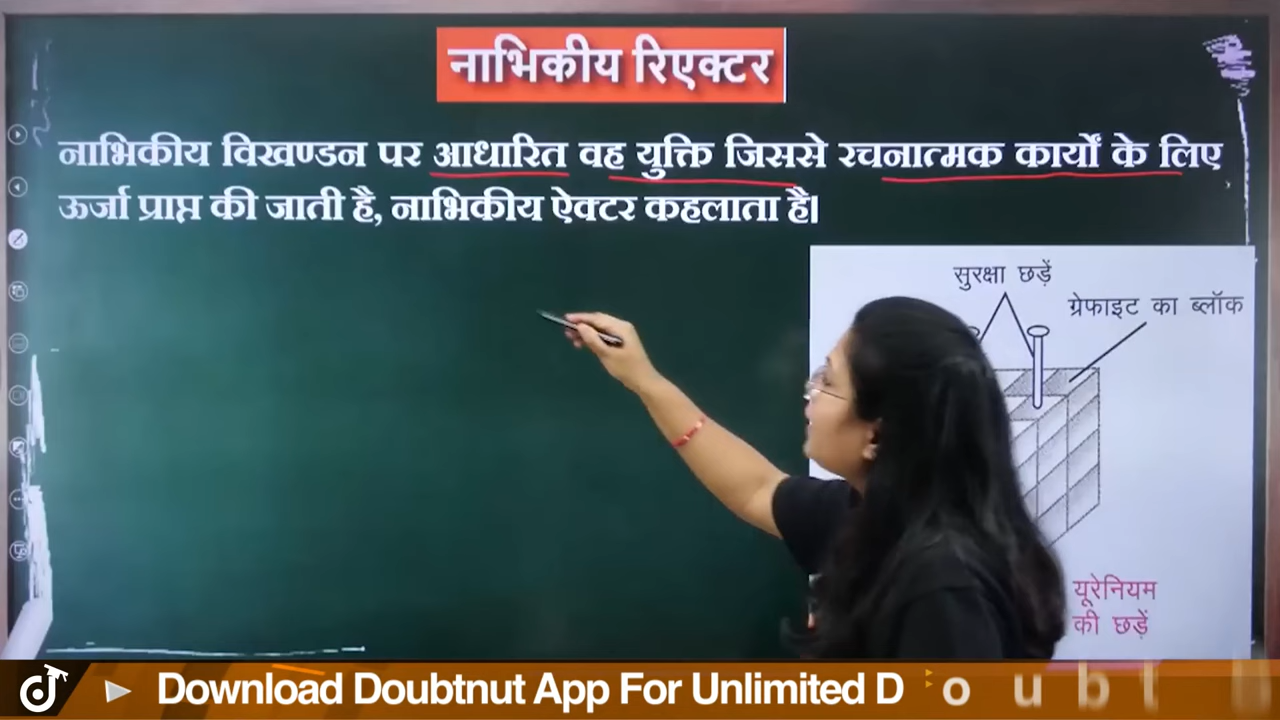 नाभिकीय रिएक्टर
नाभिकीय विखण्डन पर आधारित वह युक्ति जिससे रचनात्मक कार्यों के लिए
ऊर्जा प्राप्त की जाती है, नाभिकीय ऐक्टर कहलाता है।
सुरक्षा छड़ें
ग्रेफाइट का ब्लॉक
यूरेनियम
की छड़ें
Download Doubtnut App For Unlimited D o u b t